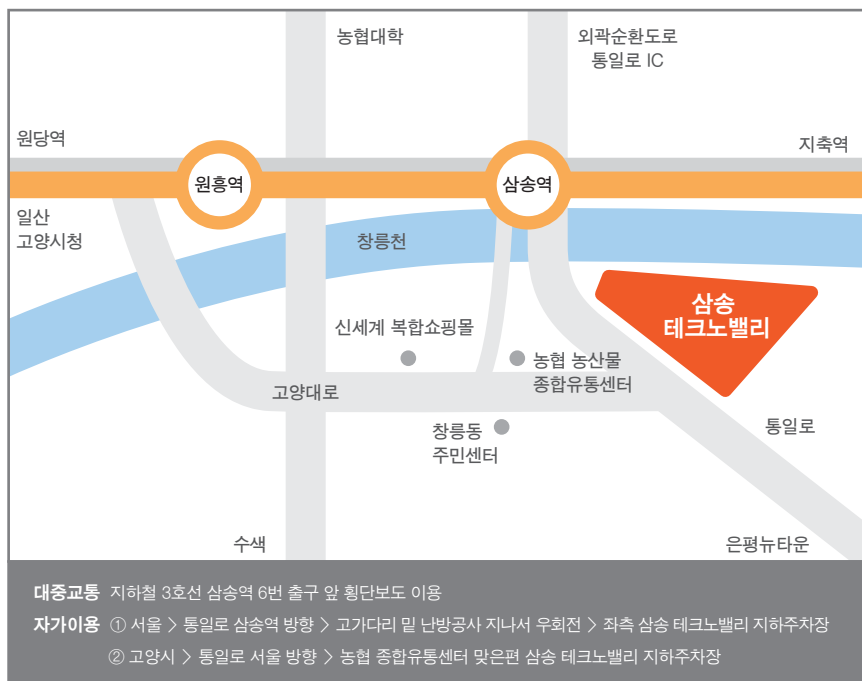 농협대학
외곽순환도로
통일로 IC
원당역
지축역
원흥역
삼송역
일산
고양시청
창릉천
삼송
테크노밸리
신세계 복합쇼핑몰
농협 농산물
종합유통센터
고양대로
창릉동
주민센터
통일로
수색
은평뉴타운
대중교통 지하철 3호선 삼송역 6번 출구 앞 횡단보도 이용
자가이용 ① 서울 > 통일로 삼송역 방향 > 고가다리 밑 난방공사 지나서 우회전 > 좌측 삼송 테크노밸리 지하주차장
② 고양시 > 통일로 서울 방향 > 농협 종합유통센터 맞은편 삼송 테크노밸리 지하주차장